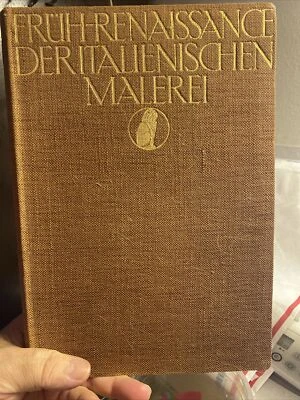 FRÜH-RENAISSANCE
DER ITALIENISCHEN
MALEREI